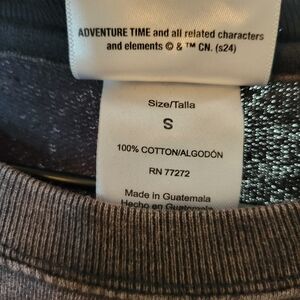 ADVENTURE TIME and all related characters
and elements © & ™ CN. (s24)
Size/Talla
S
100% COTTON/ALGODÓN
RN 77272
Made in Guatemala
Hecho en Guatemala